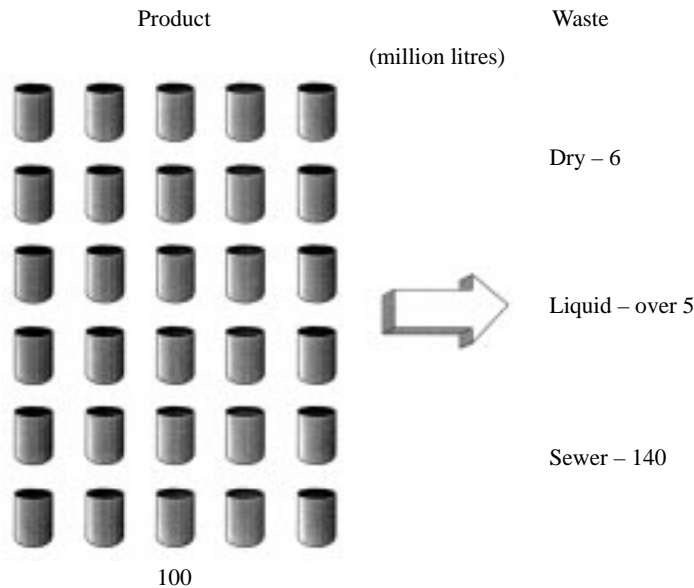 Product
Waste
(million litres)
Dry – 6
Liquid – over 5
Sewer – 140
100